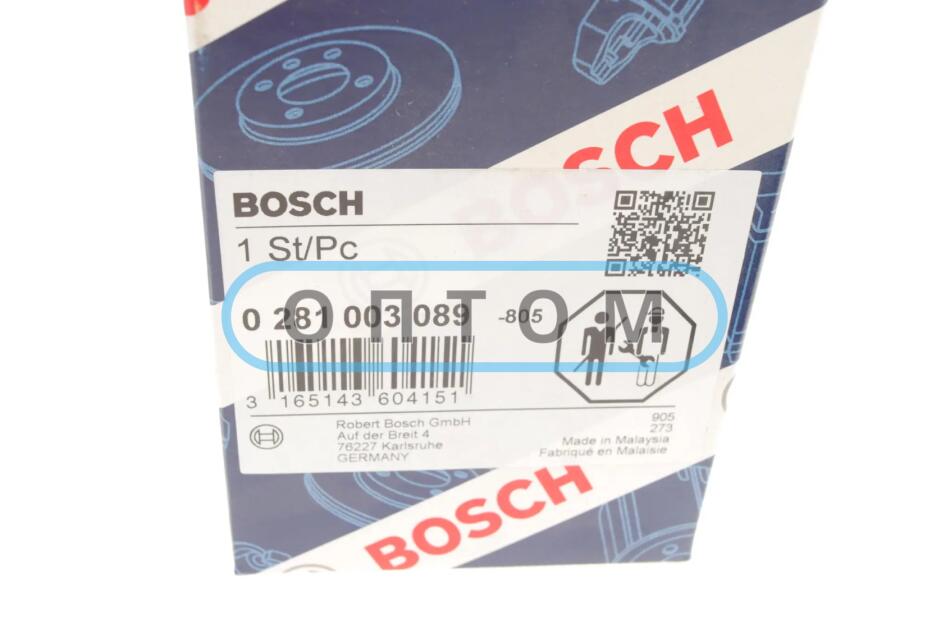 BOSCH
BOSCH
1 St/Pc
0 281 003 089 -805
ОПТОМ
3 165143 604151
Robert Bosch GmbH
Auf der Breit 4
76227 Karlsruhe
GERMANY
905
273
Made in Malaysia
Fabriqué en Malaisie
BOSCH